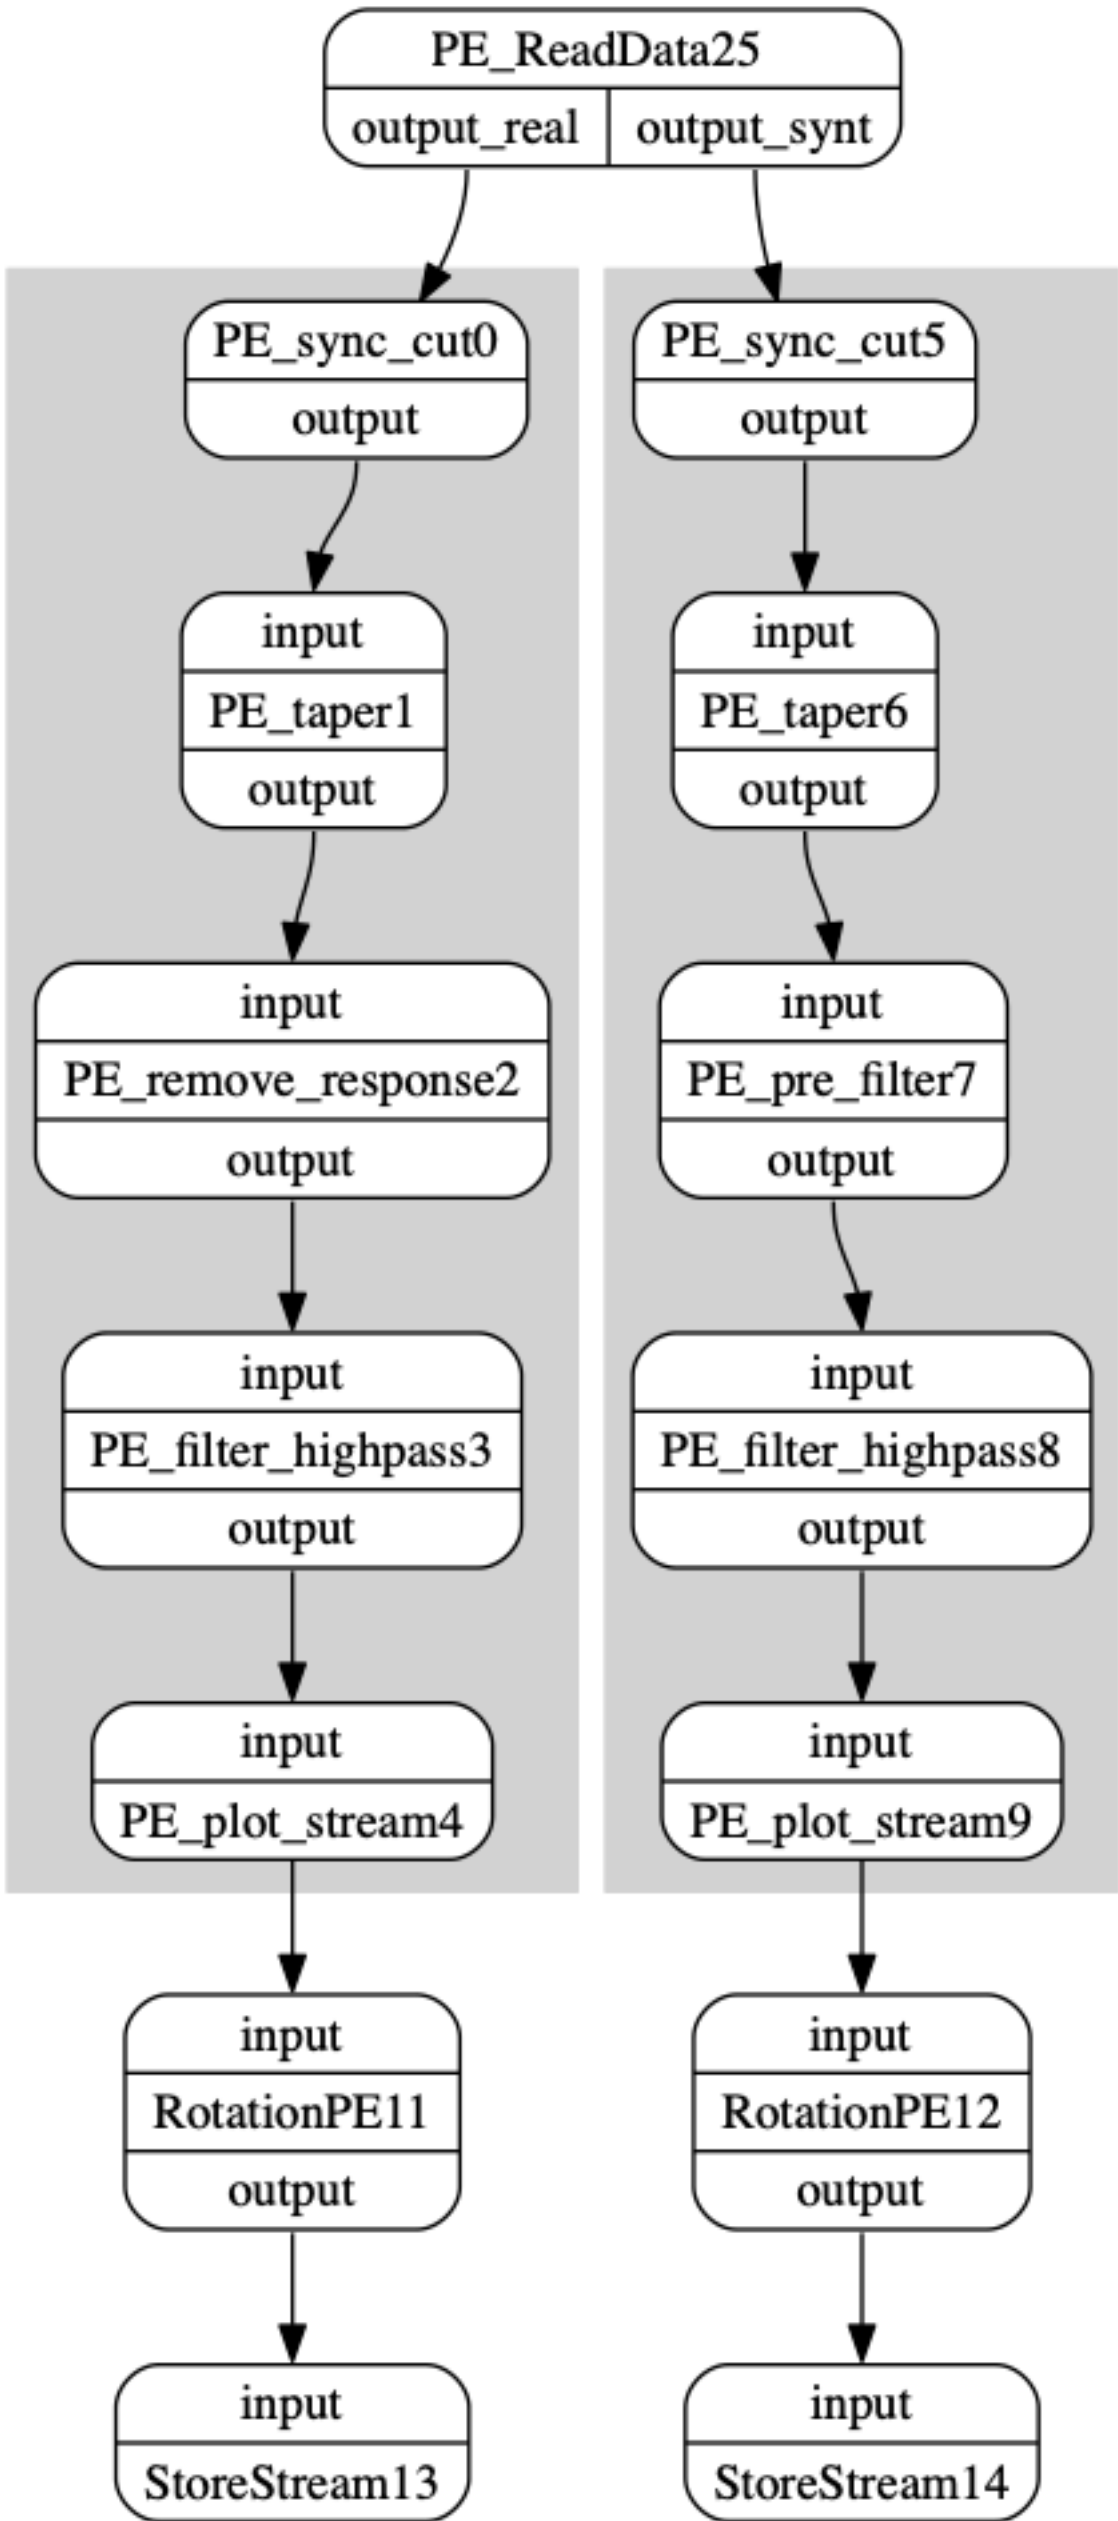 PE_ReadData25
output_real
output_synt
PE_sync_cut0
output
PE_sync_cut5
output
input
PE_taper1
output
input
PE_taper6
output
input
PE_remove_response2
output
input
PE_pre_filter7
output
input
PE_filter_highpass3
output
input
PE_filter_highpass8
output
input
PE_plot_stream4
input
PE_plot_stream9
input
RotationPE11
output
input
RotationPE12
output
input
StoreStream13
input
StoreStream14